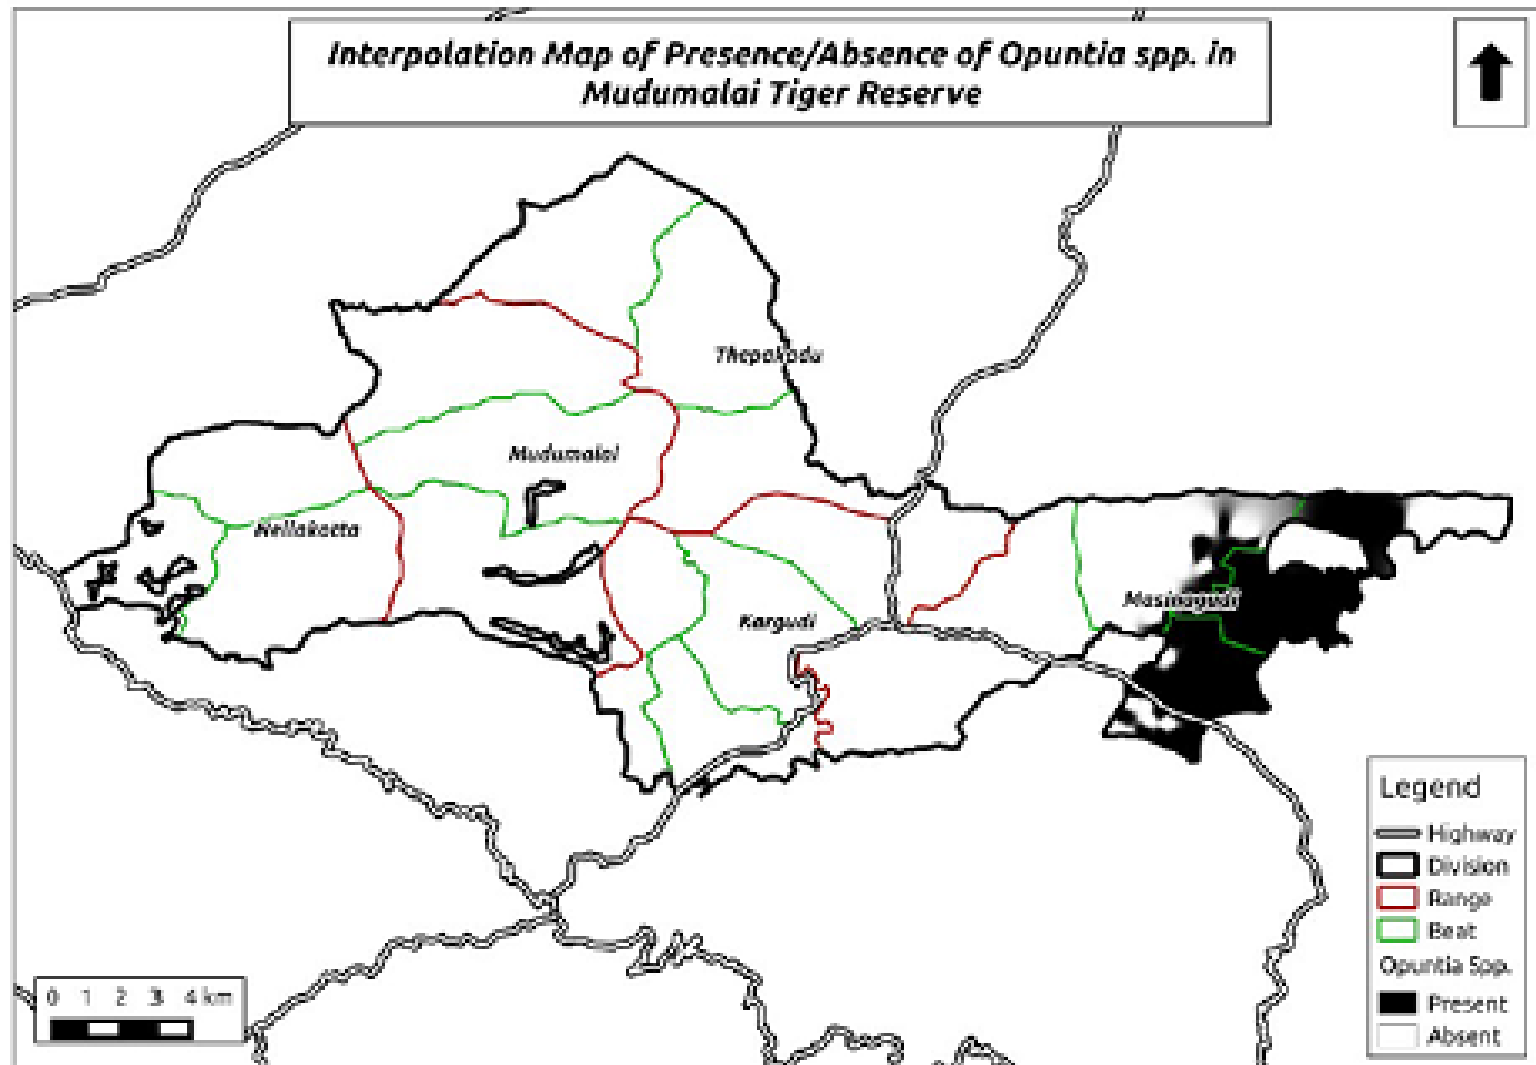 Interpolation Map of Presence/Absence of Opuntia spp. in
Mudumalai Tiger Reserve
Thepakadu
Mudumalai
Nellakotta
Kargudi
Masinagudi
Legend
Highway
Division
Range
Beat
Opuntia Spp.
Present
Absent
0 1 2 3 4 km